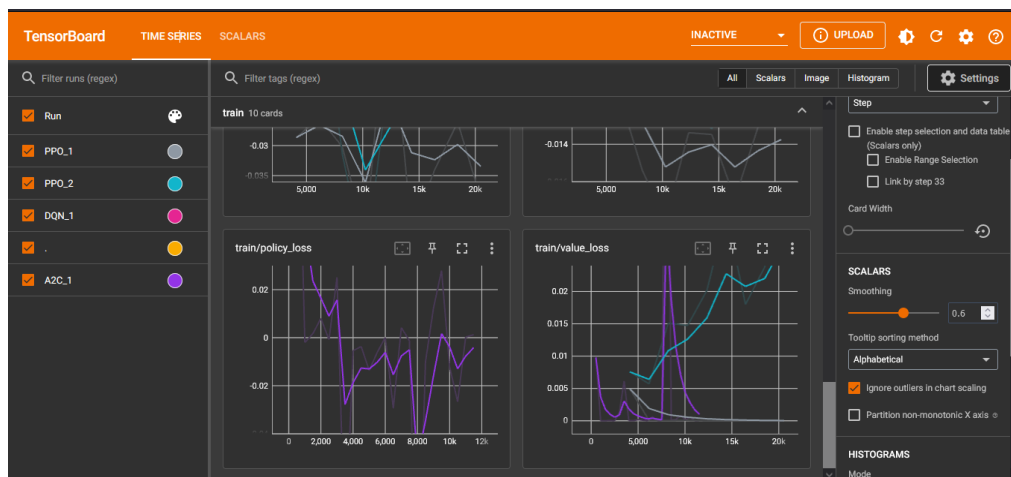 TensorBoard TIME SERIES SCALARS INACTIVE UPLOAD
Filter runs (regex)
Run
PPO_1
PPO_2
DQN_1
.
A2C_1
Filter tags (regex)
All Scalars Image Histogram
Settings
train 10 cards
-0.03
-0.035
5,000 10k 15k 20k
-0.014
5,000 10k 15k 20k
train/policy_loss
0.02
0
-0.02
0 2,000 4,000 6,000 8,000 10k 12k
train/value_loss
0.02
0.015
0.01
0.005
0
0 5,000 10k 15k 20k
Step
Enable step selection and data table
(Scalars only)
Enable Range Selection
Link by step 33
Card Width
SCALARS
Smoothing
0.6
Tooltip sorting method
Alphabetical
Ignore outliers in chart scaling
Partition non-monotonic X axis
HISTOGRAMS
Mode